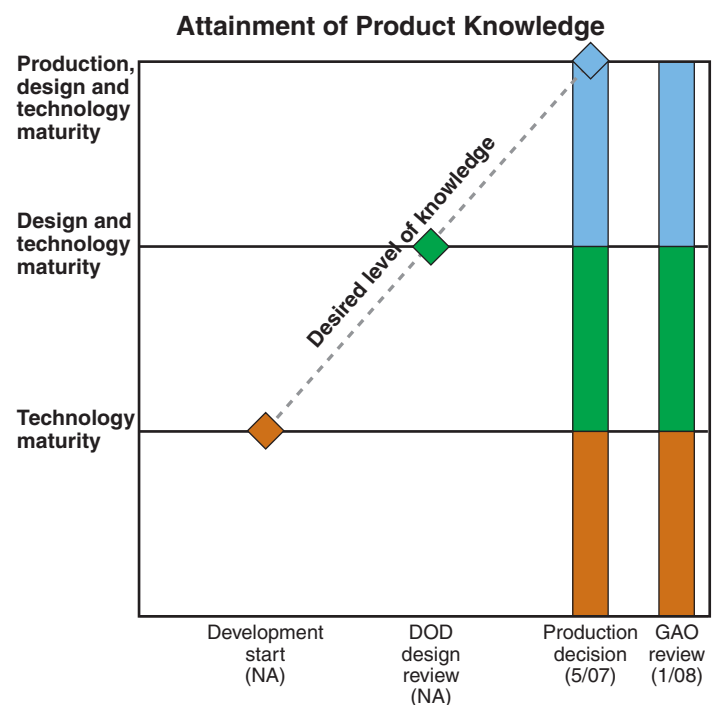 Attainment of Product Knowledge
Production,
design and
technology
maturity
Design and
technology
maturity
Technology
maturity
Desired level of knowledge
Development
start
(NA)
DOD
design
review
(NA)
Production
decision
(5/07)
GAO
review
(1/08)